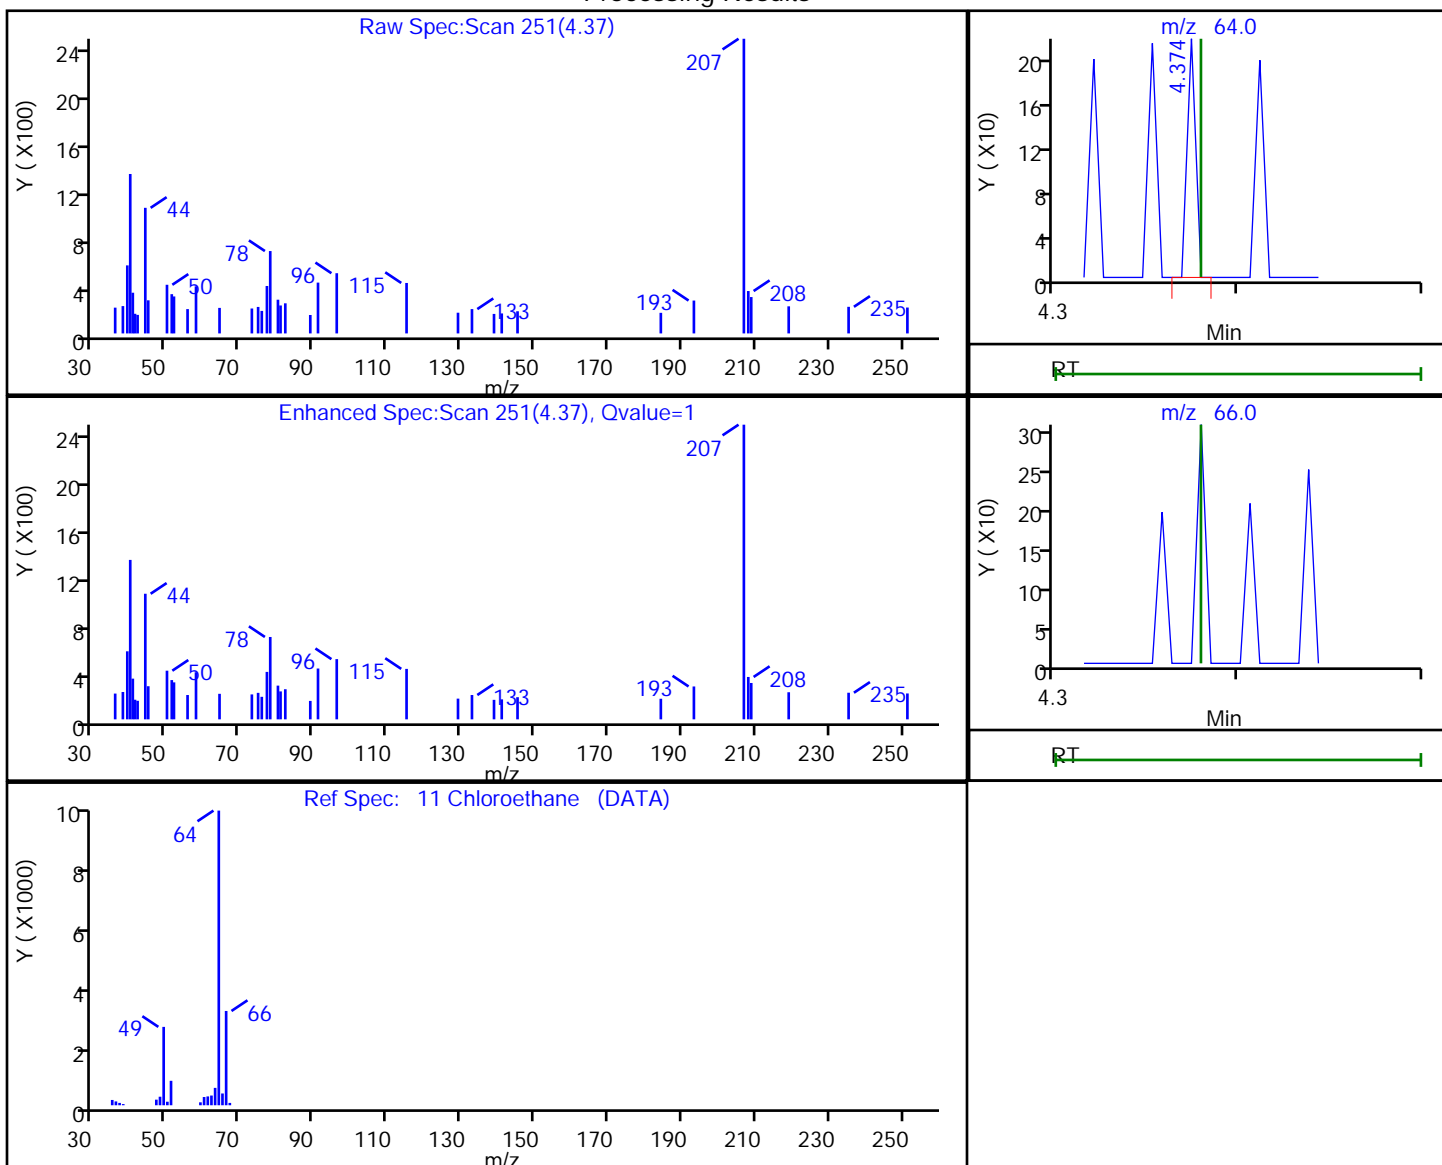 Processing Results
Raw Spec:Scan 251(4.37)
Y ( X100)
24
20
16
12
8
4
0
207
44
78
50
96
115
133
193
208
235
30 50 70 90 110 130 150 170 190 210 230 250
m/z
m/z 64.0
Y ( X10)
20
16
12
8
4
0
4.374
4.3
Min
RT
Enhanced Spec:Scan 251(4.37), Qvalue=1
Y ( X100)
24
20
16
12
8
4
0
207
44
78
50
96
115
133
193
208
235
30 50 70 90 110 130 150 170 190 210 230 250
m/z
m/z 66.0
Y ( X10)
30
25
20
15
10
5
0
4.3
Min
RT
Ref Spec: 11 Chloroethane (DATA)
Y ( X1000)
10
8
6
4
2
0
64
49
66
30 50 70 90 110 130 150 170 190 210 230 250
m/z